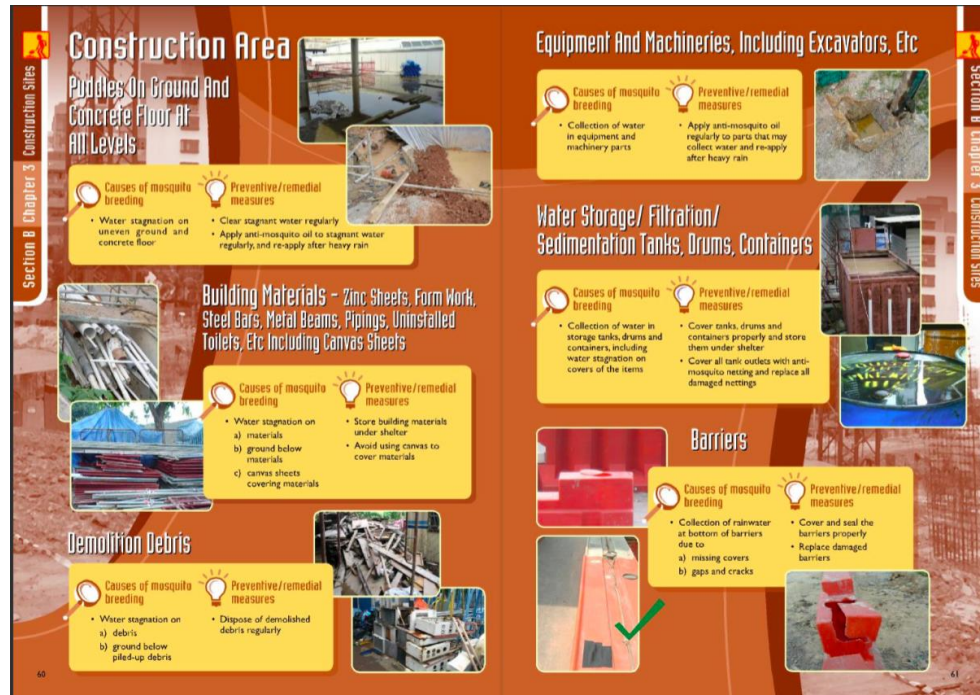 Section B Chapter 3 Construction Sites
Construction Area
Puddles On Ground And
Concrete Floor At
All Levels
Causes of mosquito
breeding
• Water stagnation on
uneven ground and
concrete floor
Preventive/remedial
measures
• Clear stagnant water regularly
• Apply anti-mosquito oil to stagnant water
regularly, and re-apply after heavy rain
Building Materials - Zinc Sheets, Form Work,
Steel Bars, Metal Beams, Pipings, Uninstalled
Toilets, Etc Including Canvas Sheets
Causes of mosquito
breeding
• Water stagnation on
a) materials
b) ground below
materials
c) canvas sheets
covering materials
Preventive/remedial
measures
• Store building materials
under shelter
• Avoid using canvas to
cover materials
Demolition Debris
Causes of mosquito
breeding
• Water stagnation on
a) debris
b) ground below
piled-up debris
Preventive/remedial
measures
• Dispose of demolished
debris regularly
60
Equipment And Machineries, Including Excavators, Etc
Causes of mosquito
breeding
• Collection of water
in equipment and
machinery parts
Preventive/remedial
measures
• Apply anti-mosquito oil
regularly to parts that may
collect water and re-apply
after heavy rain
Water Storage/ Filtration/
Sedimentation Tanks, Drums, Containers
Causes of mosquito
breeding
• Collection of water in
storage tanks, drums and
containers, including
water stagnation on
covers of the items
Preventive/remedial
measures
• Cover tanks, drums and
containers properly and store
them under shelter
• Cover all tank outlets with anti-
mosquito netting and replace all
damaged nettings
Barriers
Causes of mosquito
breeding
• Collection of rainwater
at bottom of barriers
due to
a) missing covers
b) gaps and cracks
Preventive/remedial
measures
• Cover and seal the
barriers properly
• Replace damaged
barriers
Section B Chapter 3 Construction Sites
61